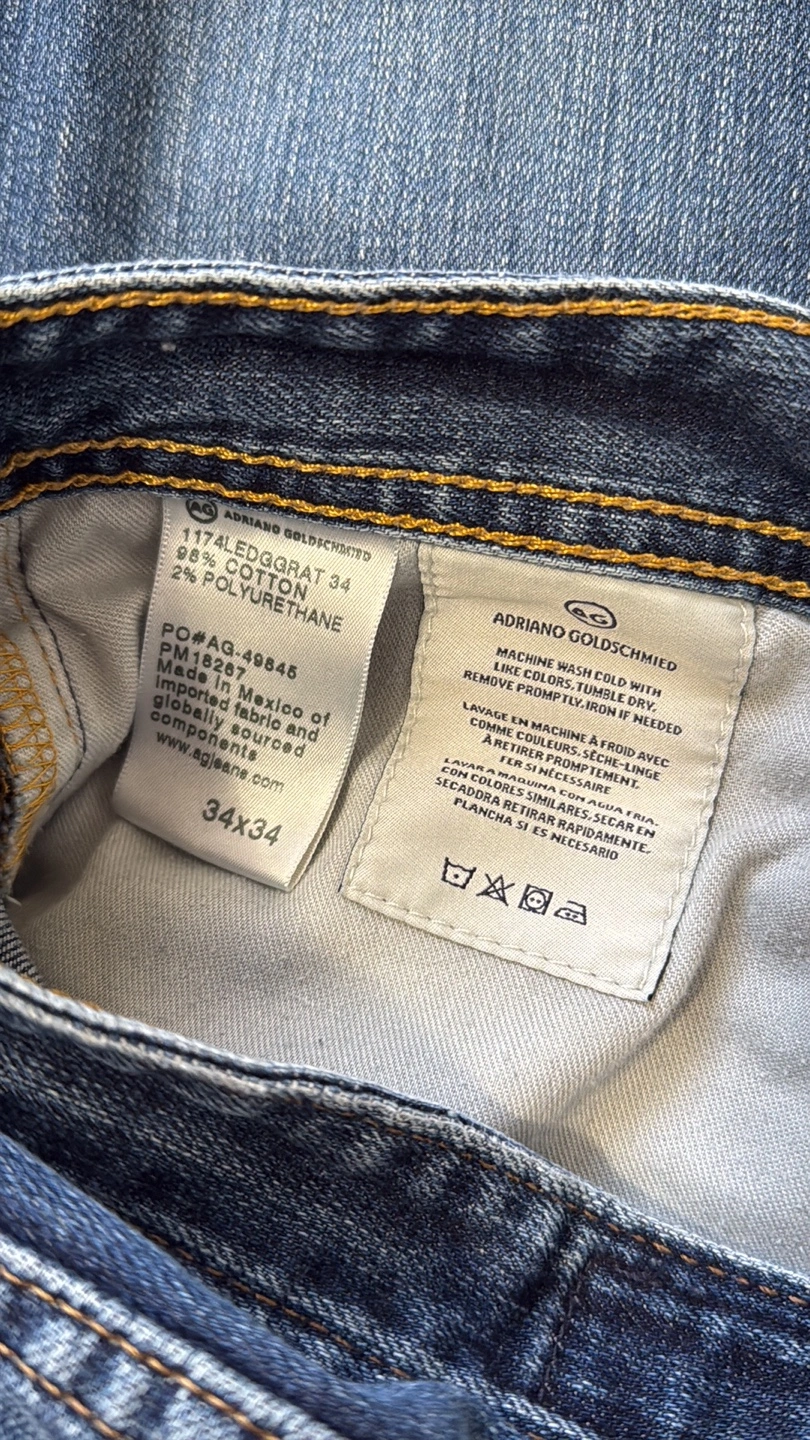 AG ADRIANO GOLDSCHMIED
1174LEDGGRAT 34
98% COTTON
2% POLYURETHANE
PO#AG-49845
PM18267
Made in Mexico of
imported fabric and
globally sourced
components
www.agjeans.com
34x34
AG
ADRIANO GOLDSCHMIED
MACHINE WASH COLD WITH
LIKE COLORS. TUMBLE DRY.
REMOVE PROMPTLY. IRON IF NEEDED
LAVAGE EN MACHINE À FROID AVEC
COMME COULEURS. SÈCHE-LINGE
À RETIRER PROMPTEMENT.
FER SI NÉCESSAIRE
LAVAR A MAQUINA CON AGUA FRIA.
CON COLORES SIMILARES, SECAR EN
SECADORA RETIRAR RAPIDAMENTE.
PLANCHA SI ES NECESARIO